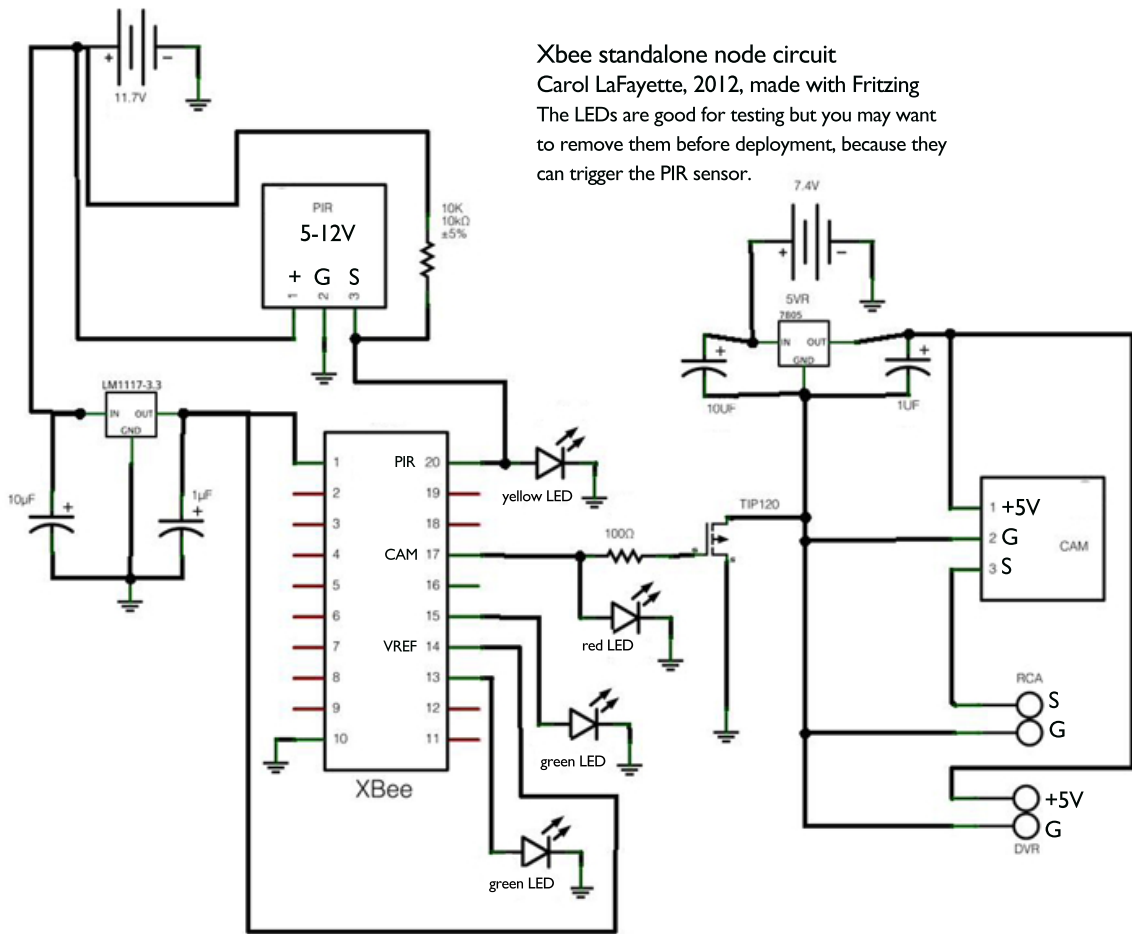 Xbee standalone node circuit
Carol LaFayette, 2012, made with Fritzing
The LEDs are good for testing but you may want
to remove them before deployment, because they
can trigger the PIR sensor.
+ −
11.7V
PIR
5-12V
+ G S
1 2 3
10K
10kΩ
±5%
7.4V
+ −
5VR
7805
IN OUT
GND
+
10UF
+
1UF
LM1117-3.3
IN OUT
GND
10µF
+
1µF
+
1 PIR 20
2 19
3 18
4 CAM 17
5 16
6 15
7 VREF 14
8 13
9 12
10 11
XBee
yellow LED
100Ω
TIP120
red LED
green LED
green LED
1 +5V
2 G
3 S
CAM
RCA
S
G
+5V
G
DVR